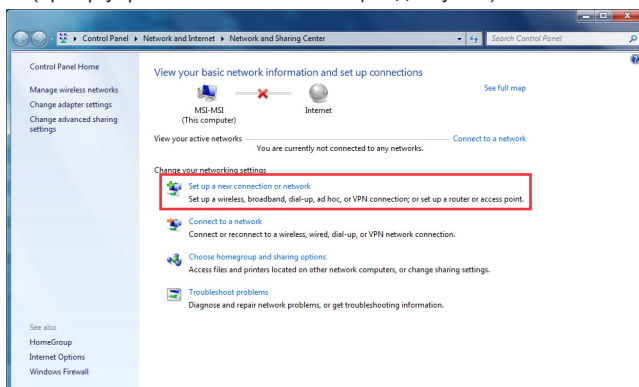 Control Panel ▸ Network and Internet ▸ Network and Sharing Center
Search Control Panel
Control Panel Home
Manage wireless networks
Change adapter settings
Change advanced sharing
settings
See also
HomeGroup
Internet Options
Windows Firewall
View your basic network information and set up connections
See full map
MSI-MSI
(This computer)
Internet
View your active networks
Connect to a network
You are currently not connected to any networks.
Change your networking settings
Set up a new connection or network
Set up a wireless, broadband, dial-up, ad hoc, or VPN connection; or set up a router or access point.
Connect to a network
Connect or reconnect to a wireless, wired, dial-up, or VPN network connection.
Choose homegroup and sharing options
Access files and printers located on other network computers, or change sharing settings.
Troubleshoot problems
Diagnose and repair network problems, or get troubleshooting information.